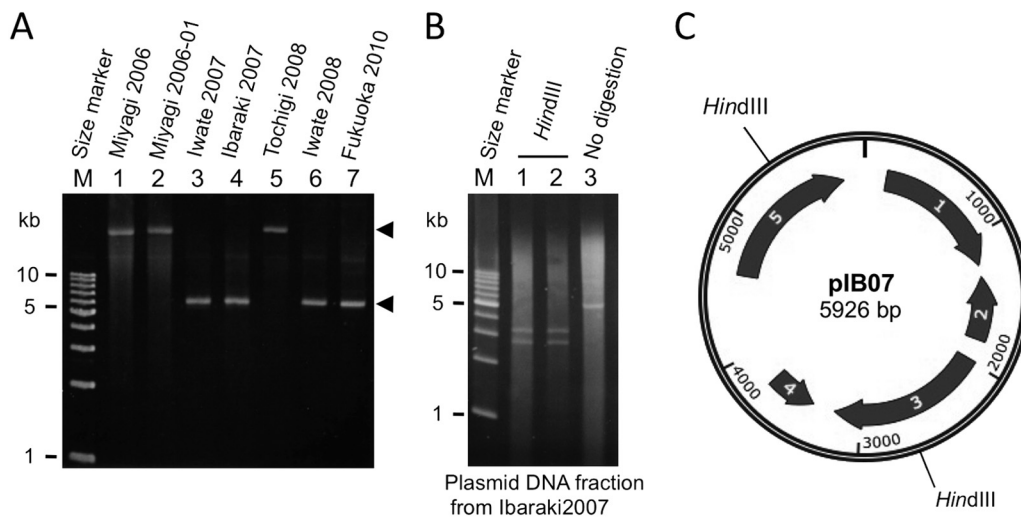 A
Size marker
Miyagi 2006
Miyagi 2006-01
Iwate 2007
Ibaraki 2007
Tochigi 2008
Iwate 2008
Fukuoka 2010
M 1 2 3 4 5 6 7
kb
10
5
1
B
Size marker
HindIII
No digestion
M 1 2 3
kb
10
5
1
Plasmid DNA fraction
from Ibaraki2007
C
HindIII
1000
2000
3000
4000
5000
1
2
3
4
5
pIB07
5926 bp
HindIII